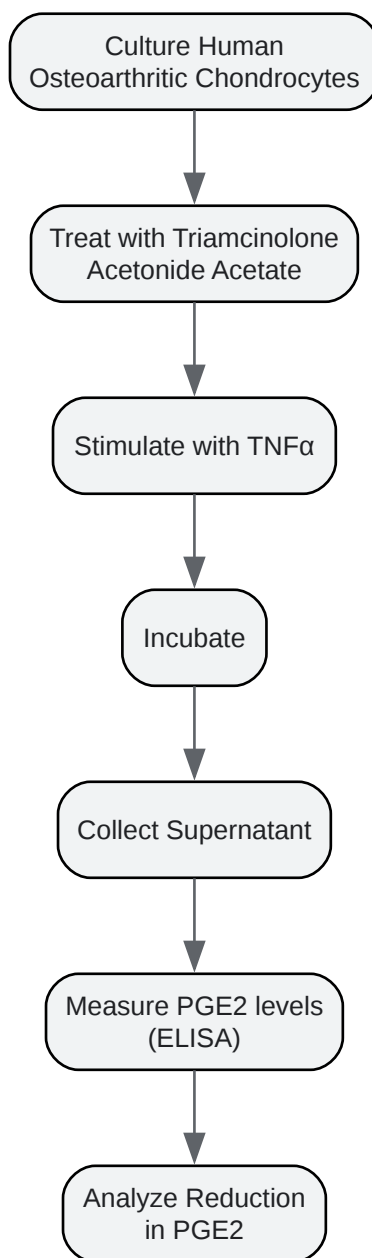 Culture Human
Osteoarthritic Chondrocytes
Treat with Triamcinolone
Acetonide Acetate
Stimulate with TNFα
Incubate
Collect Supernatant
Measure PGE2 levels
(ELISA)
Analyze Reduction
in PGE2